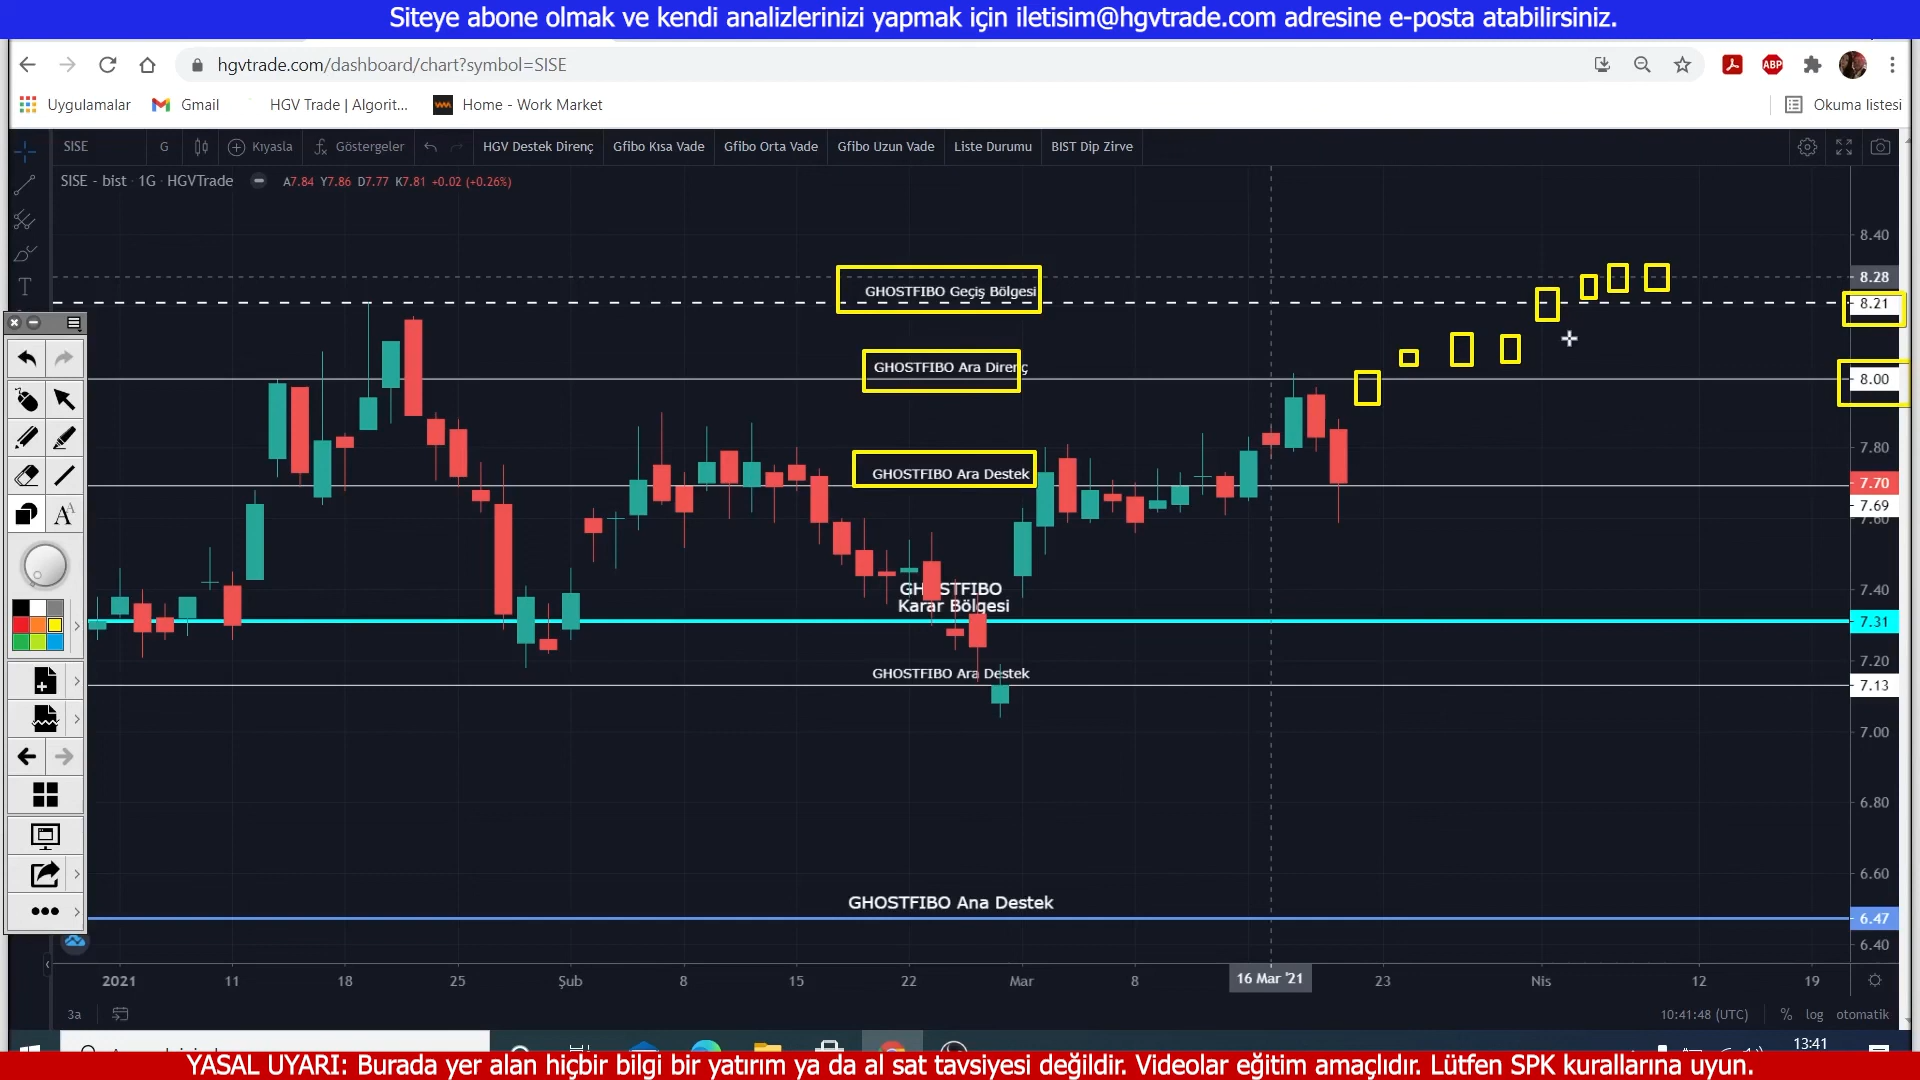 Siteye abone olmak ve kendi analizlerinizi yapmak için iletisim@hgvtrade.com adresine e-posta atabilirsiniz.
hgvtrade.com/dashboard/chart?symbol=SISE
ABP
Uygulamalar Gmail HGV Trade | Algorit... Home - Work Market Okuma listesi
SISE G Kıyasla Göstergeler HGV Destek Direnç Gfibo Kısa Vade Gfibo Orta Vade Gfibo Uzun Vade Liste Durumu BIST Dip Zirve
SISE - bist · 1G · HGVTrade A7.84 Y7.86 D7.77 K7.81 +0.02 (+0.26%)
8.40
8.28
GHOSTFIBO Geçiş Bölgesi
8.21
GHOSTFIBO Ara Direnç
8.00
7.80
GHOSTFIBO Ara Destek
7.70
7.69
7.60
GHOSTFIBO
Karar Bölgesi
7.40
7.31
7.20
GHOSTFIBO Ara Destek
7.13
7.00
6.80
6.60
GHOSTFIBO Ana Destek
6.47
6.40
2021 11 18 25 Şub 8 15 22 Mar 8 16 Mar '21 23 Nis 12 19
3a 10:41:48 (UTC) % log otomatik
13:41
YASAL UYARI: Burada yer alan hiçbir bilgi bir yatırım ya da al sat tavsiyesi değildir. Videolar eğitim amaçlıdır. Lütfen SPK kurallarına uyun.